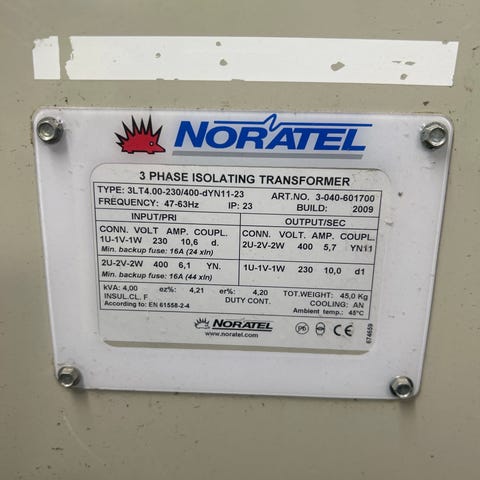 NORATEL
3 PHASE ISOLATING TRANSFORMER
TYPE: 3LT4.00-230/400-dYN11-23 ART.NO. 3-040-601700
FREQUENCY: 47-63Hz IP: 23 BUILD: 2009
INPUT/PRI OUTPUT/SEC
CONN. VOLT AMP. COUPL. CONN. VOLT AMP. COUPL.
1U-1V-1W 230 10,6 d. 2U-2V-2W 400 5,7 YN11
Min. backup fuse: 16A (24 xIn)
2U-2V-2W 400 6,1 YN. 1U-1V-1W 230 10,0 d1
Min. backup fuse: 16A (44 xIn)
kVA: 4,00 ez%: 4,21 er%: 4,20 TOT.WEIGHT: 45,0 Kg
INSUL.CL. F DUTY CONT. COOLING: AN
According to: EN 61558-2-4 Ambient temp.: 45°C
NORATEL
www.noratel.com
CE
674659